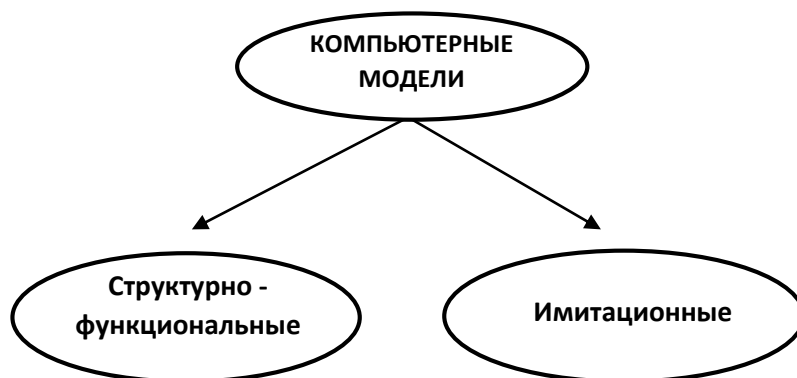 КОМПЬЮТЕРНЫЕ
МОДЕЛИ
Структурно -
функциональные
Имитационные